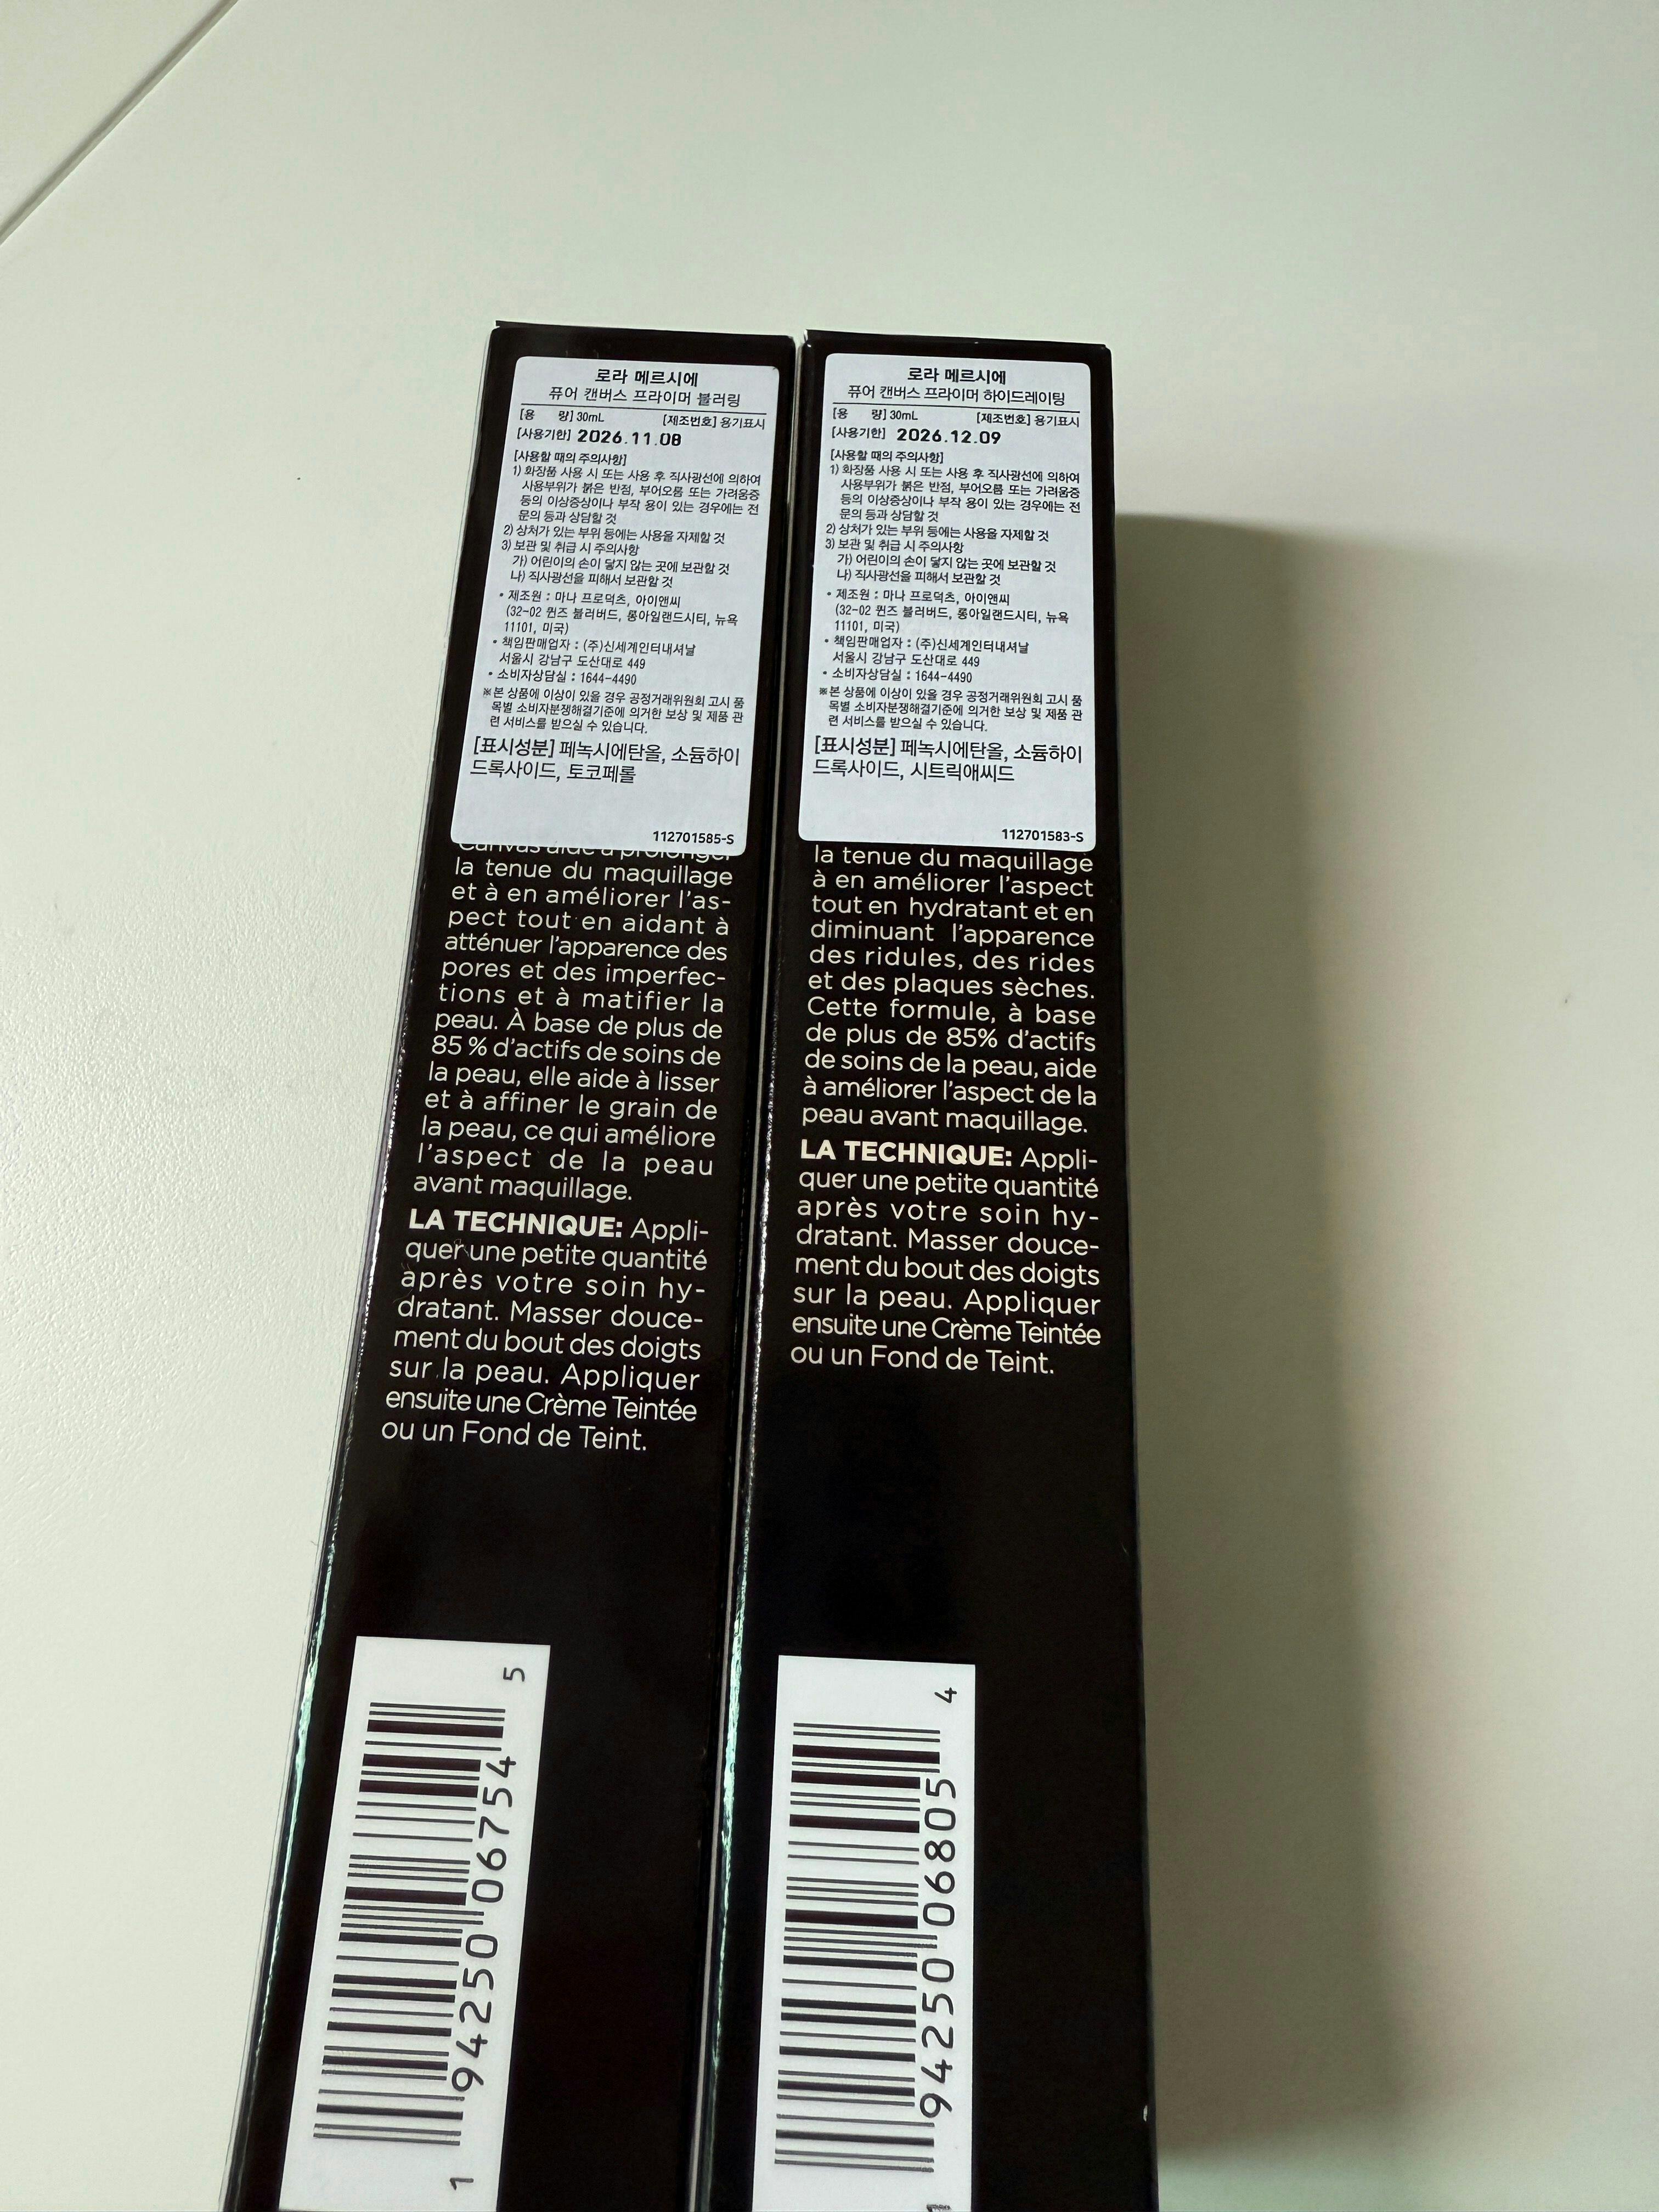 로라 메르시에
퓨어 캔버스 프라이머 블러링
[용 량] 30mL [제조번호] 용기표시
[사용기한] 2026.11.08
[사용할 때의 주의사항]
1) 화장품 사용 시 또는 사용 후 직사광선에 의하여
사용부위가 붉은 반점, 부어오름 또는 가려움증
등의 이상증상이나 부작 용이 있는 경우에는 전
문의 등과 상담할 것
2) 상처가 있는 부위 등에는 사용을 자제할 것
3) 보관 및 취급 시 주의사항
가) 어린이의 손이 닿지 않는 곳에 보관할 것
나) 직사광선을 피해서 보관할 것
• 제조원 : 마나 프로덕츠, 아이앤씨
(32-02 퀸즈 불러버드, 롱아일랜드시티, 뉴욕
11101, 미국)
• 책임판매업자 : (주)신세계인터내셔날
서울시 강남구 도산대로 449
• 소비자상담실 : 1644-4490
※본 상품에 이상이 있을 경우 공정거래위원회 고시 품
목별 소비자분쟁해결기준에 의거한 보상 및 제품 관
련 서비스를 받으실 수 있습니다.
[표시성분] 페녹시에탄올, 소듐하이
드록사이드, 토코페롤
112701585-S
Canvas aide à prolonger
la tenue du maquillage
et à en améliorer l'as-
pect tout en aidant à
atténuer l'apparence des
pores et des imperfec-
tions et à matifier la
peau. À base de plus de
85 % d'actifs de soins de
la peau, elle aide à lisser
et à affiner le grain de
la peau, ce qui améliore
l'aspect de la peau
avant maquillage.
LA TECHNIQUE: Appli-
quer une petite quantité
après votre soin hy-
dratant. Masser douce-
ment du bout des doigts
sur la peau. Appliquer
ensuite une Crème Teintée
ou un Fond de Teint.
1 94250 06754 5
로라 메르시에
퓨어 캔버스 프라이머 하이드레이팅
[용 량] 30mL [제조번호] 용기표시
[사용기한] 2026.12.09
[사용할 때의 주의사항]
1) 화장품 사용 시 또는 사용 후 직사광선에 의하여
사용부위가 붉은 반점, 부어오름 또는 가려움증
등의 이상증상이나 부작 용이 있는 경우에는 전
문의 등과 상담할 것
2) 상처가 있는 부위 등에는 사용을 자제할 것
3) 보관 및 취급 시 주의사항
가) 어린이의 손이 닿지 않는 곳에 보관할 것
나) 직사광선을 피해서 보관할 것
• 제조원 : 마나 프로덕츠, 아이앤씨
(32-02 퀸즈 불러버드, 롱아일랜드시티, 뉴욕
11101, 미국)
• 책임판매업자 : (주)신세계인터내셔날
서울시 강남구 도산대로 449
• 소비자상담실 : 1644-4490
※본 상품에 이상이 있을 경우 공정거래위원회 고시 품
목별 소비자분쟁해결기준에 의거한 보상 및 제품 관
련 서비스를 받으실 수 있습니다.
[표시성분] 페녹시에탄올, 소듐하이
드록사이드, 시트릭애씨드
112701583-S
la tenue du maquillage
à en améliorer l'aspect
tout en hydratant et en
diminuant l'apparence
des ridules, des rides
et des plaques sèches.
Cette formule, à base
de plus de 85% d'actifs
de soins de la peau, aide
à améliorer l'aspect de la
peau avant maquillage.
LA TECHNIQUE: Appli-
quer une petite quantité
après votre soin hy-
dratant. Masser douce-
ment du bout des doigts
sur la peau. Appliquer
ensuite une Crème Teintée
ou un Fond de Teint.
94250 06805 4